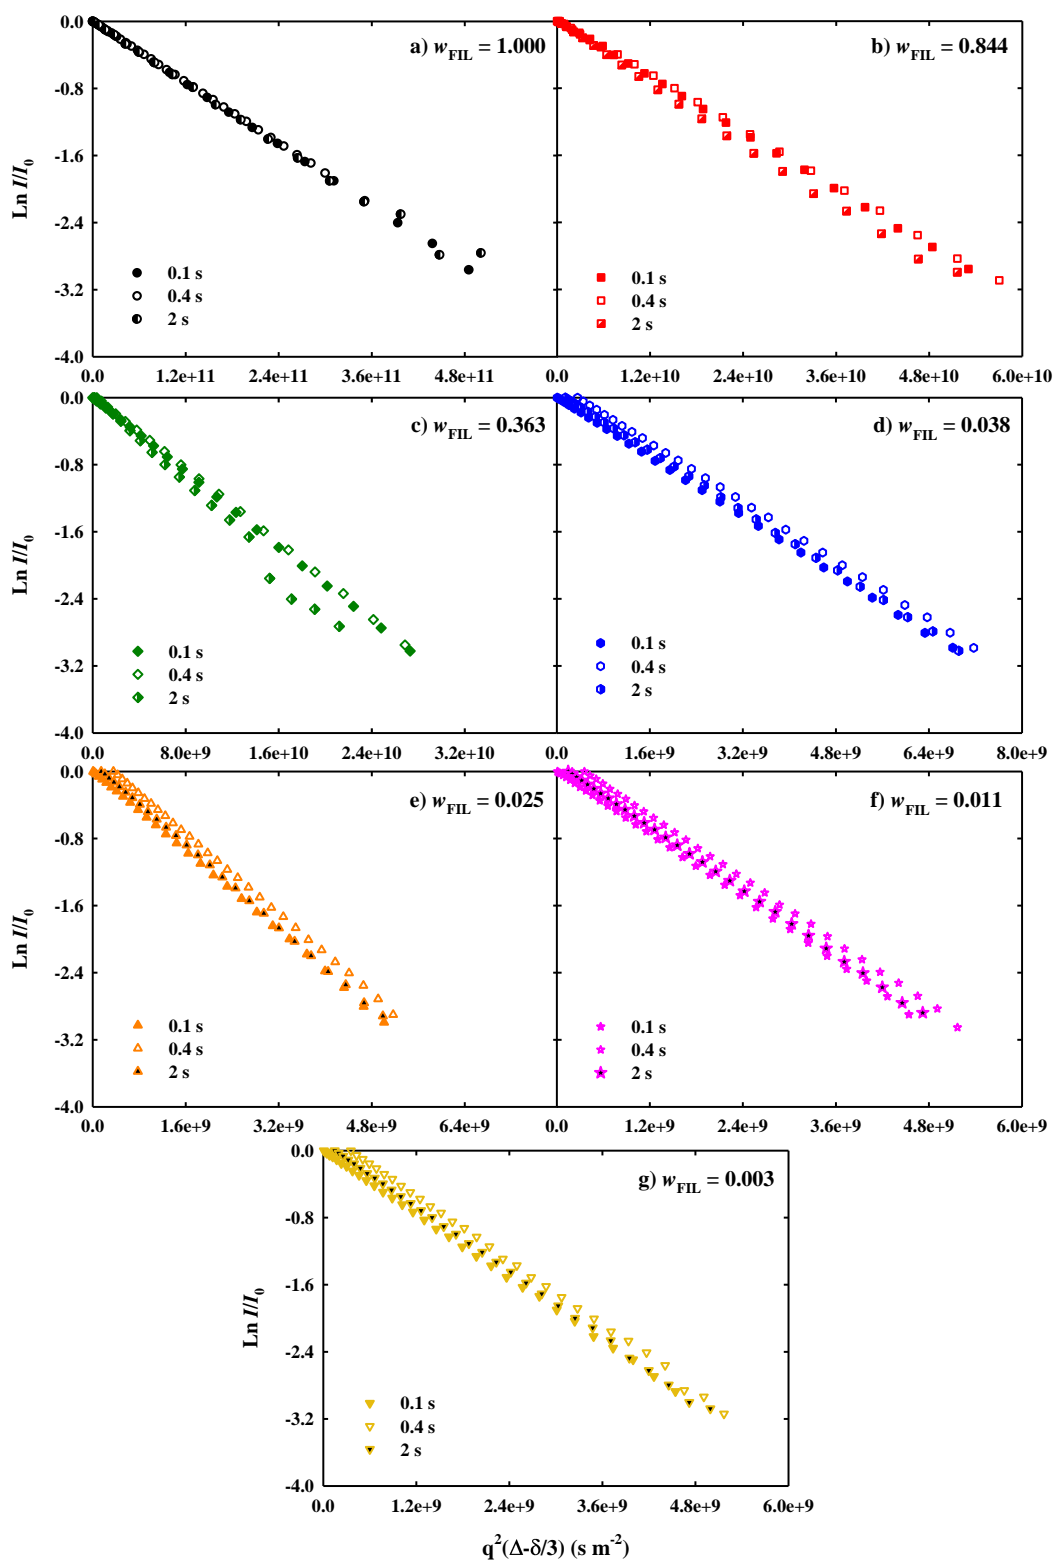 0.0
-0.8
-1.6
-2.4
-3.2
-4.0
Ln I/I0
a) wFIL = 1.000
0.1 s
0.4 s
2 s
0.0 1.2e+11 2.4e+11 3.6e+11 4.8e+11
b) wFIL = 0.844
0.1 s
0.4 s
2 s
0.0 1.2e+10 2.4e+10 3.6e+10 4.8e+10 6.0e+10
0.0
-0.8
-1.6
-2.4
-3.2
-4.0
Ln I/I0
c) wFIL = 0.363
0.1 s
0.4 s
2 s
0.0 8.0e+9 1.6e+10 2.4e+10 3.2e+10
d) wFIL = 0.038
0.1 s
0.4 s
2 s
0.0 1.6e+9 3.2e+9 4.8e+9 6.4e+9 8.0e+9
0.0
-0.8
-1.6
-2.4
-3.2
-4.0
Ln I/I0
e) wFIL = 0.025
0.1 s
0.4 s
2 s
0.0 1.6e+9 3.2e+9 4.8e+9 6.4e+9
f) wFIL = 0.011
0.1 s
0.4 s
2 s
0.0 1.2e+9 2.4e+9 3.6e+9 4.8e+9 6.0e+9
0.0
-0.8
-1.6
-2.4
-3.2
-4.0
Ln I/I0
g) wFIL = 0.003
0.1 s
0.4 s
2 s
0.0 1.2e+9 2.4e+9 3.6e+9 4.8e+9 6.0e+9
q²(Δ-δ/3) (s m⁻²)